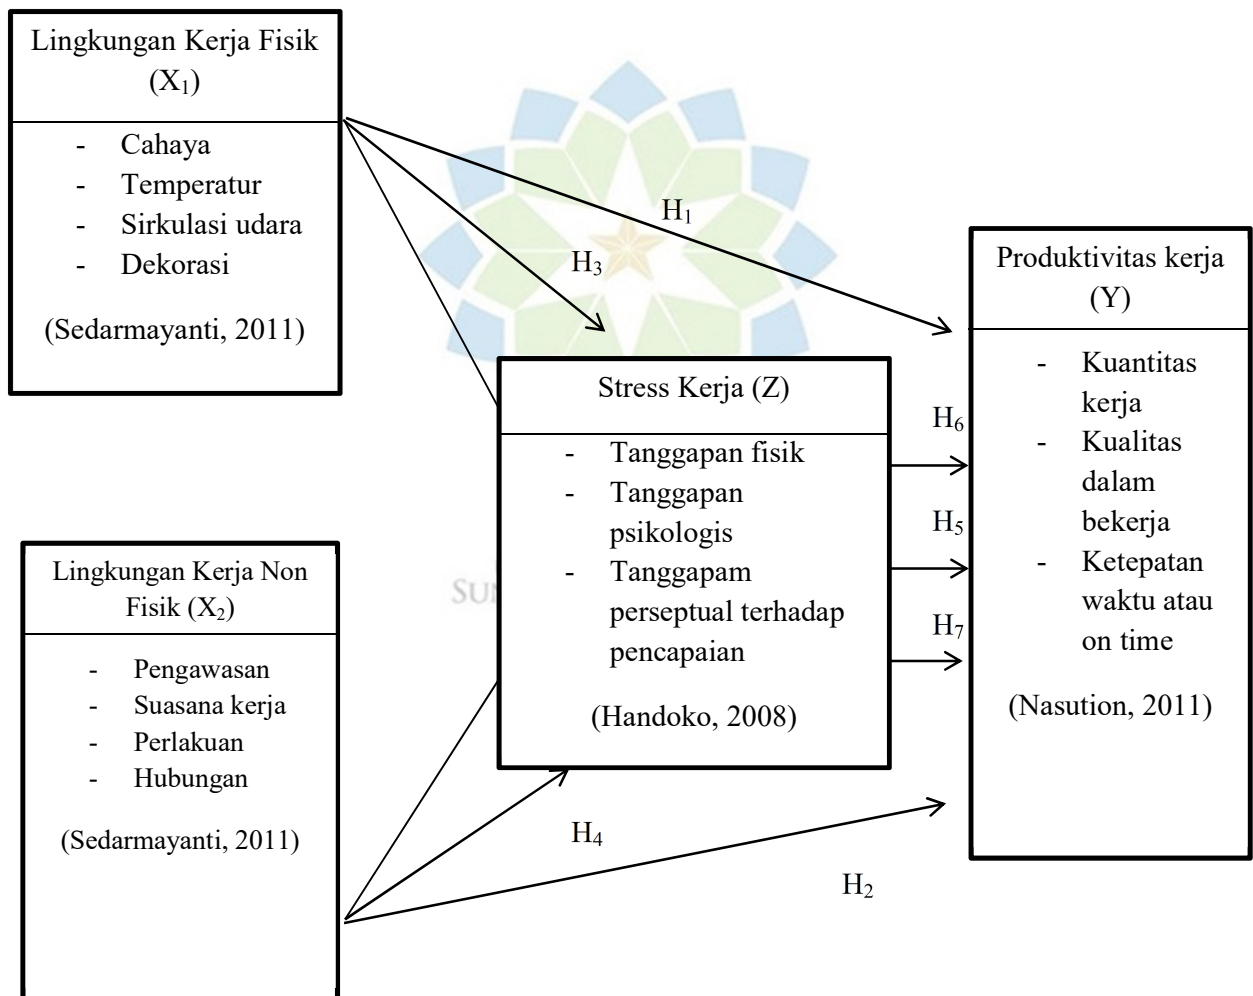 Lingkungan Kerja Fisik
(X₁)
- Cahaya
- Temperatur
- Sirkulasi udara
- Dekorasi
(Sedarmayanti, 2011)
H₁
H₃
Produktivitas kerja
(Y)
- Kuantitas
kerja
- Kualitas
dalam
bekerja
- Ketepatan
waktu atau
on time
(Nasution, 2011)
Stress Kerja (Z)
- Tanggapan fisik
- Tanggapan
psikologis
- Tanggapam
perseptual terhadap
pencapaian
(Handoko, 2008)
H₆
H₅
H₇
Lingkungan Kerja Non
Fisik (X₂)
- Pengawasan
- Suasana kerja
- Perlakuan
- Hubungan
(Sedarmayanti, 2011)
H₄
H₂